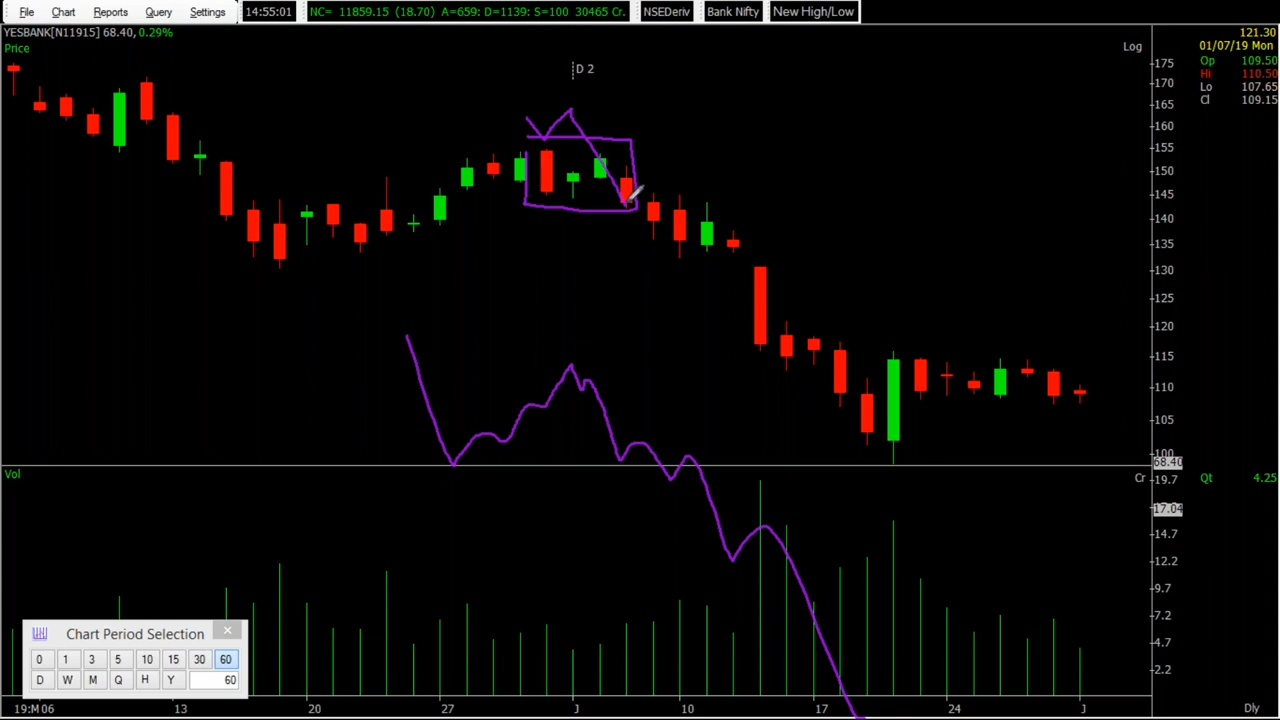 File Chart Reports Query Settings 14:55:01 NC= 11859.15 (18.70) A=659: D=1139: S=100 30465 Cr. NSEDeriv Bank Nifty New High/Low
YESBANK[N11915] 68.40, 0.29%
Price
Log
D 2
121.30
01/07/19 Mon
Op 109.50
Hi 110.50
Lo 107.65
Cl 109.15
175
170
165
160
155
150
145
140
135
130
125
120
115
110
105
100
68.40
Vol
Cr
Qt 4.25
19.7
17.04
14.7
12.2
9.7
7.2
4.7
2.2
Chart Period Selection
0 1 3 5 10 15 30 60
D W M Q H Y 60
19:M06 13 20 27 J 10 17 24 J Dly